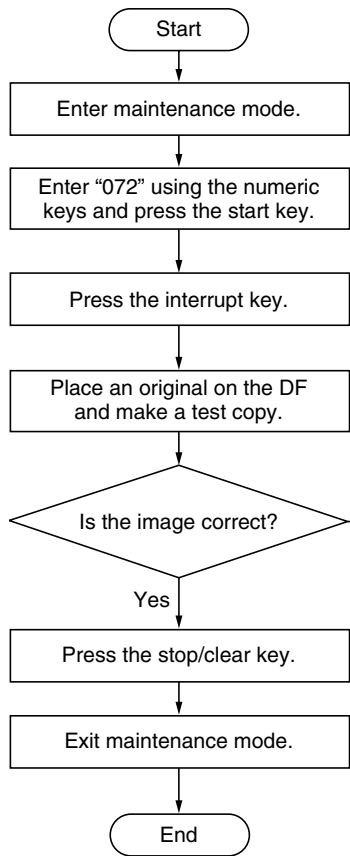 Start
Enter maintenance mode.
Enter “072” using the numeric
keys and press the start key.
Press the interrupt key.
Place an original on the DF
and make a test copy.
Is the image correct?
Yes
Press the stop/clear key.
Exit maintenance mode.
End